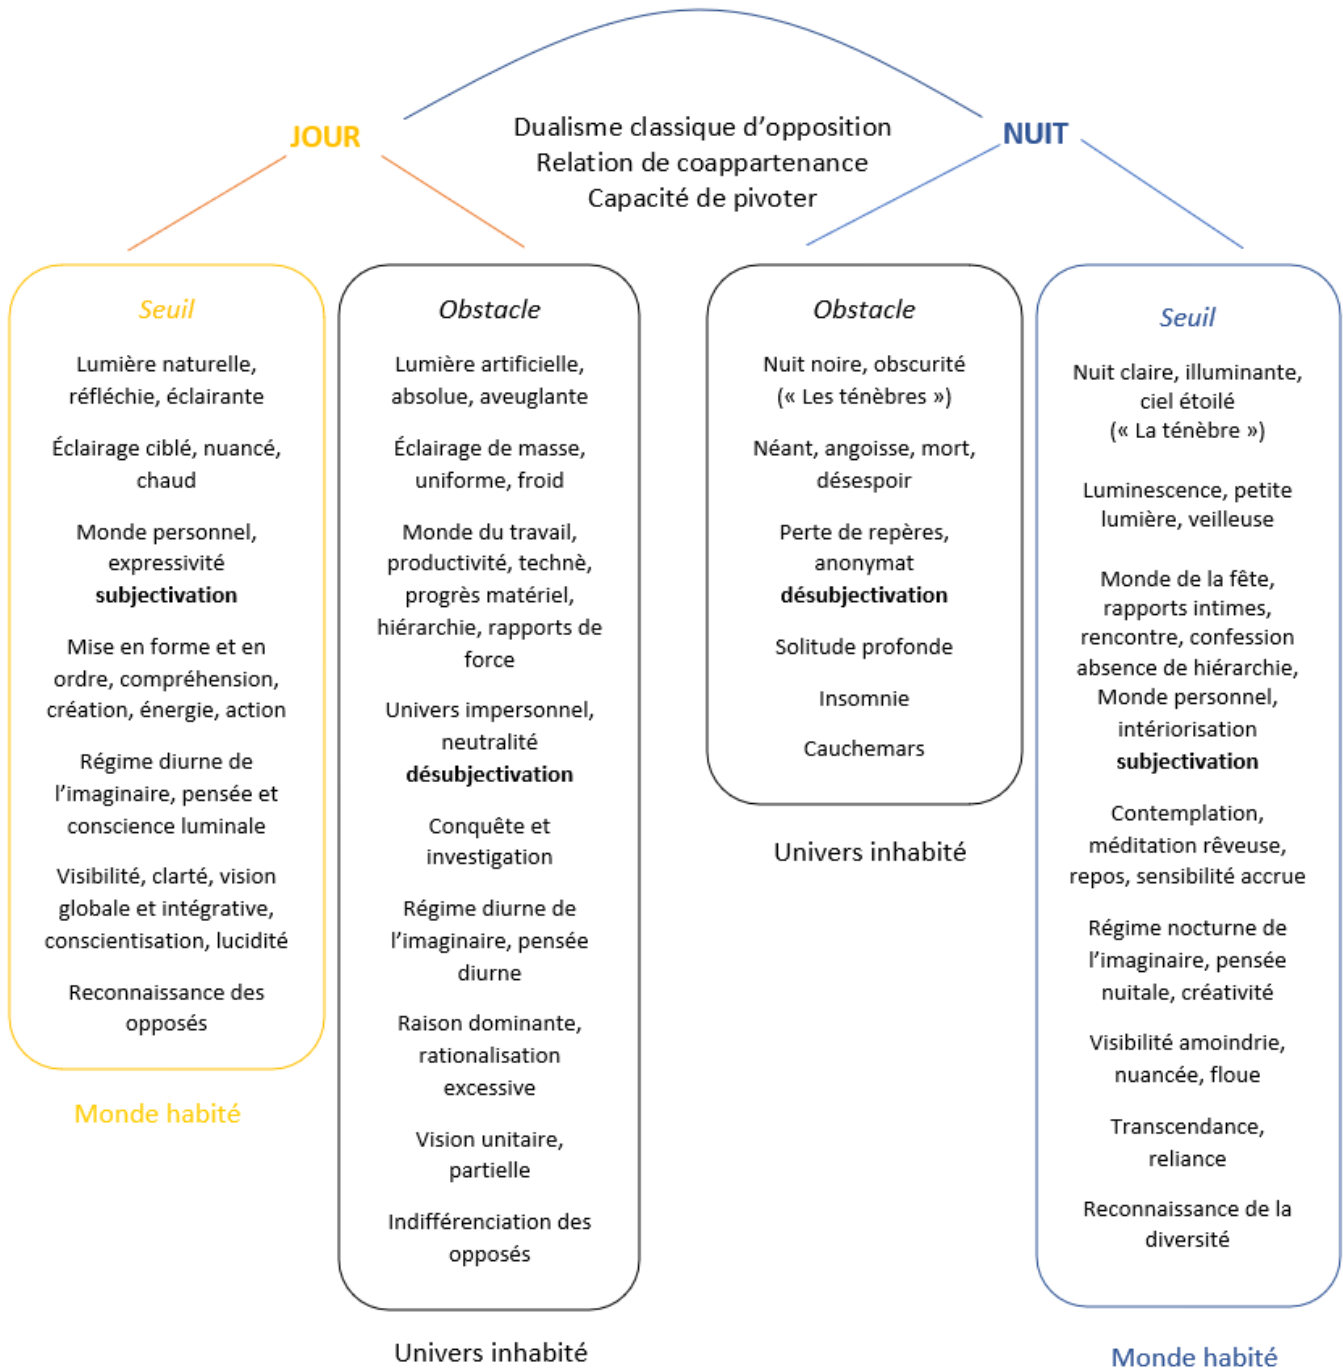 JOUR
Dualisme classique d’opposition
Relation de coappartenance
Capacité de pivoter
NUIT
Seuil
Lumière naturelle,
réfléchie, éclairante
Éclairage ciblé, nuancé,
chaud
Monde personnel,
expressivité
subjectivation
Mise en forme et en
ordre, compréhension,
création, énergie, action
Régime diurne de
l’imaginaire, pensée et
conscience luminale
Visibilité, clarté, vision
globale et intégrative,
conscientisation, lucidité
Reconnaissance des
opposés
Monde habité
Obstacle
Lumière artificielle,
absolue, aveuglante
Éclairage de masse,
uniforme, froid
Monde du travail,
productivité, technè,
progrès matériel,
hiérarchie, rapports de
force
Univers impersonnel,
neutralité
désubjectivation
Conquête et
investigation
Régime diurne de
l’imaginaire, pensée
diurne
Raison dominante,
rationalisation
excessive
Vision unitaire,
partielle
Indifférenciation des
opposés
Univers inhabité
Obstacle
Nuit noire, obscurité
(« Les ténèbres »)
Néant, angoisse, mort,
désespoir
Perte de repères,
anonymat
désubjectivation
Solitude profonde
Insomnie
Cauchemars
Univers inhabité
Seuil
Nuit claire, illuminante,
ciel étoilé
(« La ténèbre »)
Luminescence, petite
lumière, veilleuse
Monde de la fête,
rapports intimes,
rencontre, confession
absence de hiérarchie,
Monde personnel,
intériorisation
subjectivation
Contemplation,
méditation rêveuse,
repos, sensibilité accrue
Régime nocturne de
l’imaginaire, pensée
nuitale, créativité
Visibilité amoindrie,
nuancée, floue
Transcendance,
reliance
Reconnaissance de la
diversité
Monde habité